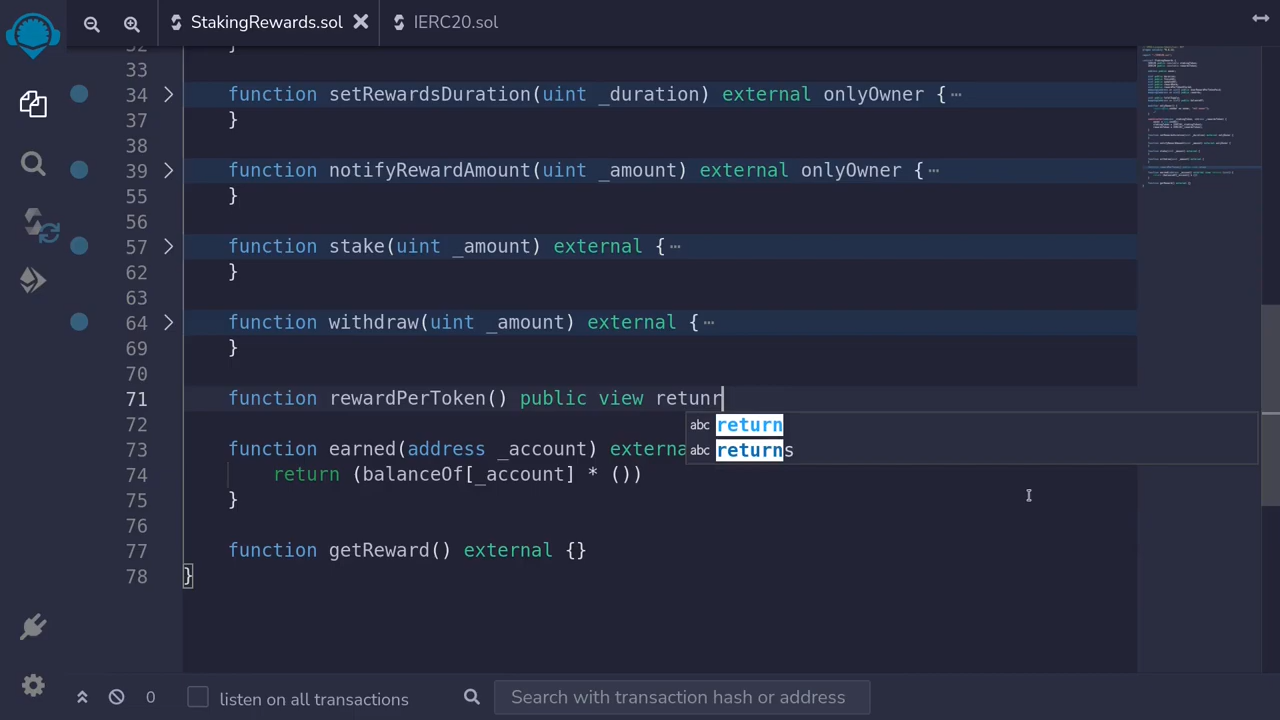 StakingRewards.sol
IERC20.sol
32 }
33
34 function setRewardsDuration(uint _duration) external onlyOwner {…
37 }
38
39 function notifyRewardAmount(uint _amount) external onlyOwner {…
55 }
56
57 function stake(uint _amount) external {…
62 }
63
64 function withdraw(uint _amount) external {…
69 }
70
71 function rewardPerToken() public view retunr
abc return
72
abc returns
73 function earned(address _account) externa
74 return (balanceOf[_account] * ())
75 }
76
77 function getReward() external {}
78 }
0 listen on all transactions Search with transaction hash or address